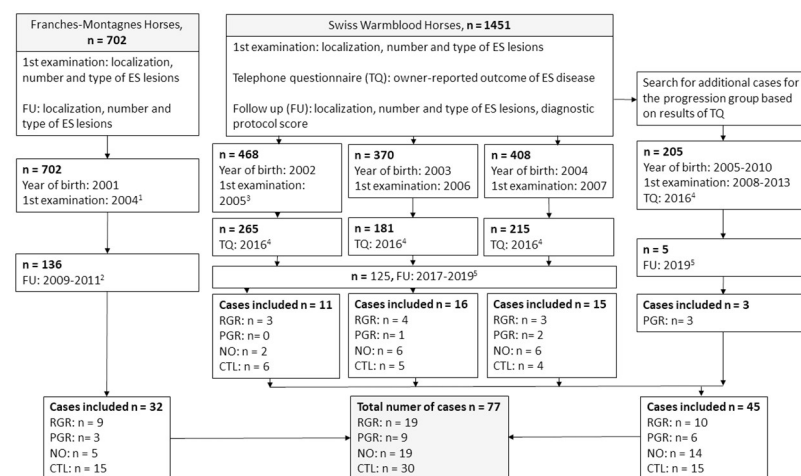 Franches-Montagnes Horses,
n = 702
1st examination: localization,
number and type of ES lesions
FU: localization, number and
type of ES lesions
n = 702
Year of birth: 2001
1st examination: 2004¹
n = 136
FU: 2009-2011²
Cases included n = 32
RGR: n = 9
PGR: n = 3
NO: n = 5
CTL: n = 15
Swiss Warmblood Horses, n = 1451
1st examination: localization, number and type of ES lesions
Telephone questionnaire (TQ): owner-reported outcome of ES disease
Follow up (FU): localization, number and type of ES lesions, diagnostic
protocol score
n = 468
Year of birth: 2002
1st examination:
2005³
n = 370
Year of birth: 2003
1st examination: 2006
n = 408
Year of birth: 2004
1st examination: 2007
n = 265
TQ: 2016⁴
n = 181
TQ: 2016⁴
n = 215
TQ: 2016⁴
n = 125, FU: 2017-2019⁵
Cases included n = 11
RGR: n = 3
PGR: n= 0
NO: n = 2
CTL: n = 6
Cases included n = 16
RGR: n = 4
PGR: n= 1
NO: n = 6
CTL: n = 5
Cases included n = 15
RGR: n = 3
PGR: n = 2
NO: n = 6
CTL: n = 4
Search for additional cases for
the progression group based
on results of TQ
n = 205
Year of birth: 2005-2010
1st examination: 2008-2013
TQ: 2016⁴
n = 5
FU: 2019⁵
Cases included n = 3
PGR: n= 3
Total numer of cases n = 77
RGR: n = 19
PGR: n= 9
NO: n = 19
CTL: n = 30
Cases included n = 45
RGR: n = 10
PGR: n = 6
NO: n = 14
CTL: n = 15